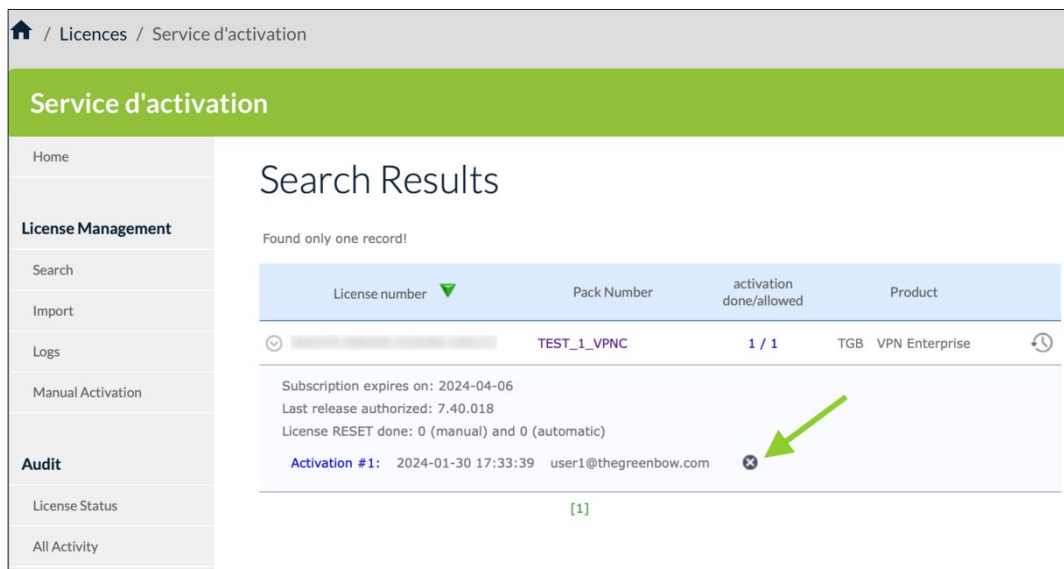 / Licences / Service d'activation
Service d'activation
Home
License Management
Search
Import
Logs
Manual Activation
Audit
License Status
All Activity
Search Results
Found only one record!
License number Pack Number activation done/allowed Product
TEST_1_VPNC 1 / 1 TGB VPN Enterprise
Subscription expires on: 2024-04-06
Last release authorized: 7.40.018
License RESET done: 0 (manual) and 0 (automatic)
Activation #1: 2024-01-30 17:33:39 user1@thegreenbow.com
[1]